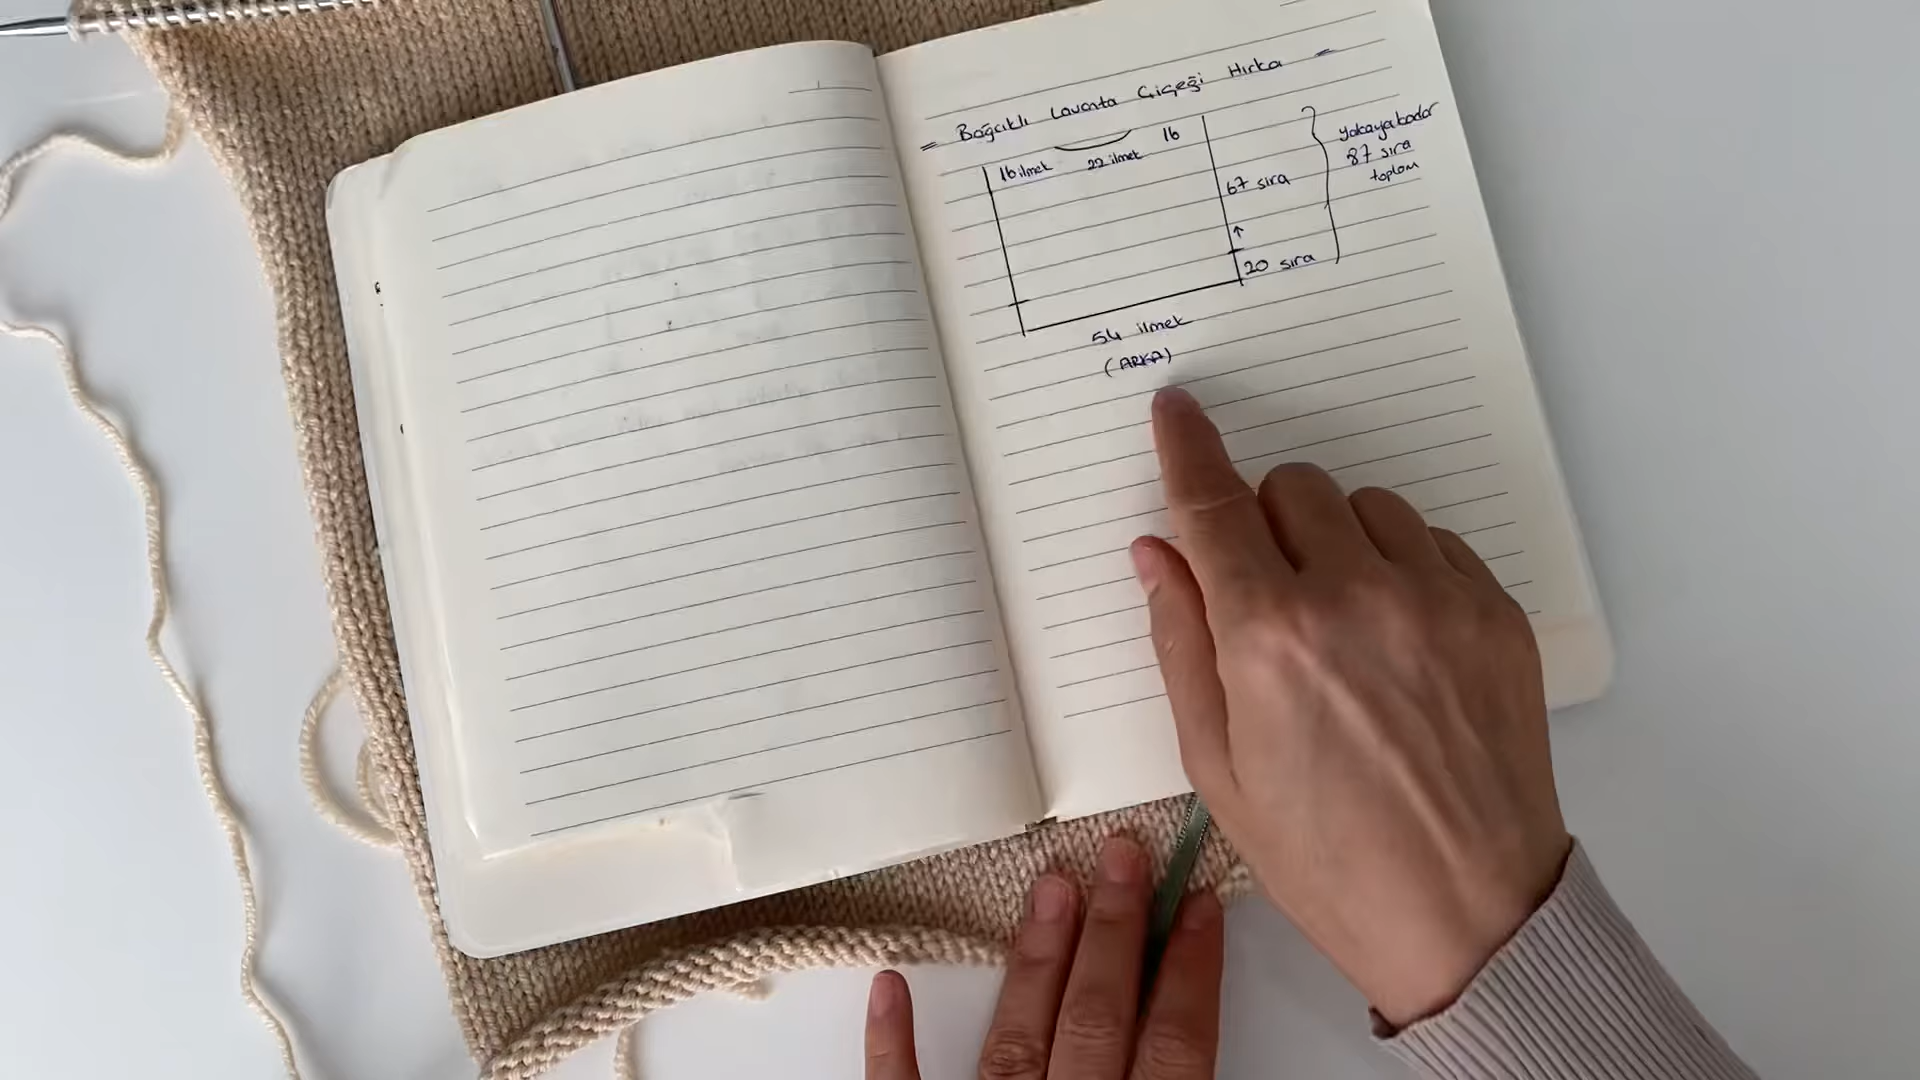 = Bağcıklı Lavanta Çiçeği Hırka =
16 ilmek 22 ilmek 16
67 sıra
↑
20 sıra
yakaya kadar
87 sıra
toplam
54 ilmek
(ARKA)